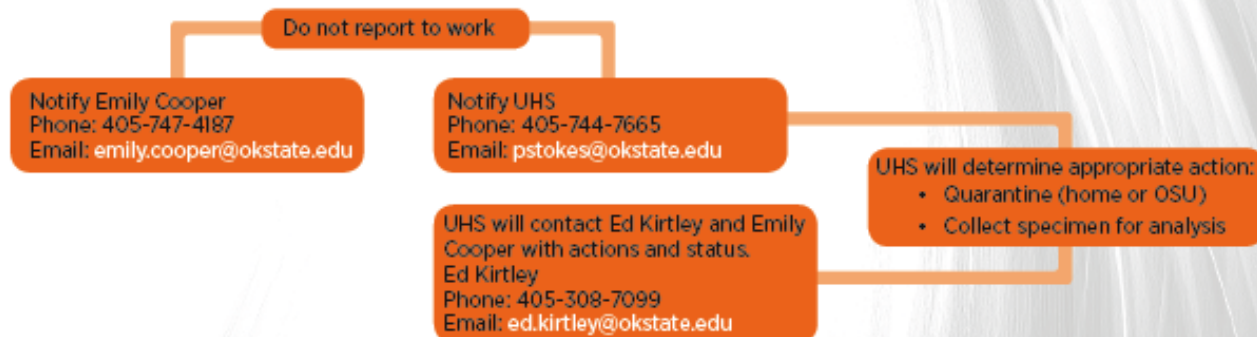 Do not report to work
Notify Emily Cooper
Phone: 405-747-4187
Email: emily.cooper@okstate.edu
Notify UHS
Phone: 405-744-7665
Email: pstokes@okstate.edu
UHS will determine appropriate action:
• Quarantine (home or OSU)
• Collect specimen for analysis
UHS will contact Ed Kirtley and Emily
Cooper with actions and status.
Ed Kirtley
Phone: 405-308-7099
Email: ed.kirtley@okstate.edu